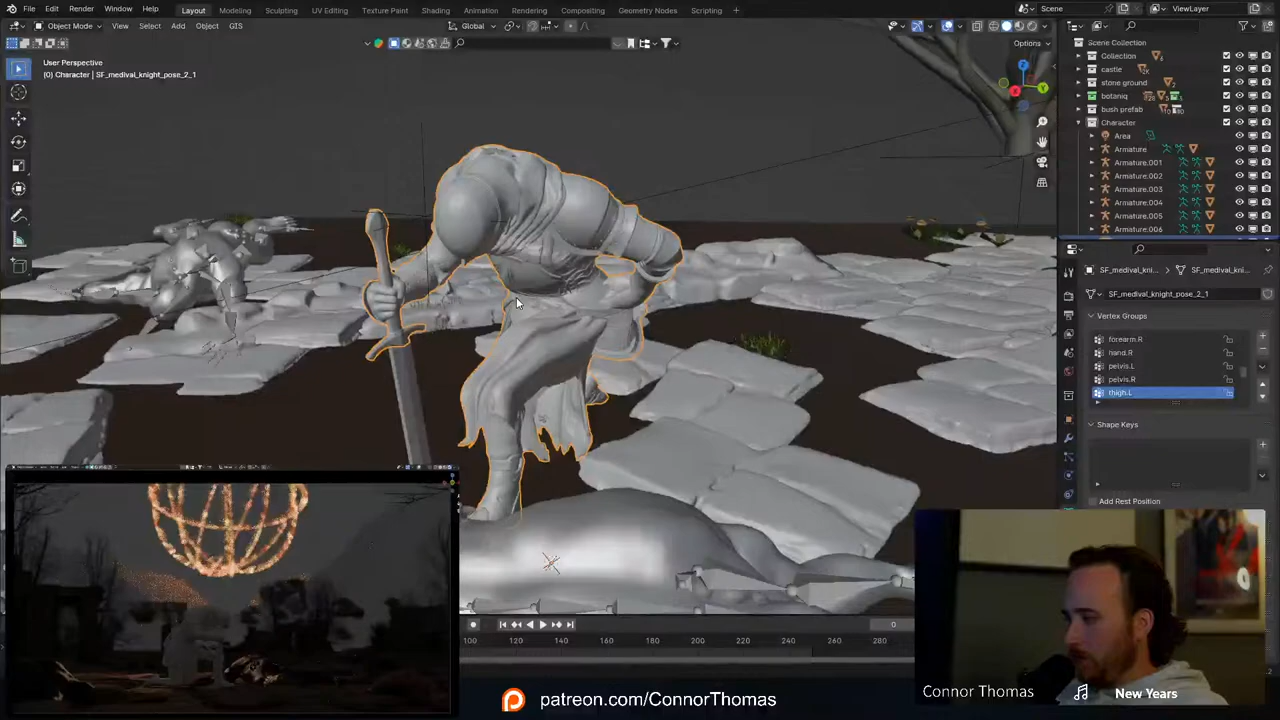 File Edit Render Window Help Layout Modeling Sculpting UV Editing Texture Paint Shading Animation Rendering Compositing Geometry Nodes Scripting Scene ViewLayer
Object Mode View Select Add Object GIS Global
Options
User Perspective
(0) Character | SF_medival_knight_pose_2_1
Scene Collection
Collection
castle
stone ground
botaniq
bush prefab
Character
Area
Armature
Armature.001
Armature.002
Armature.003
Armature.004
Armature.005
Armature.006
SF_medival_kni... SF_medival_kni...
SF_medival_knight_pose_2_1
Vertex Groups
forearm.R
hand.R
pelvis.L
pelvis.R
thigh.L
Shape Keys
Add Rest Position
0
100 120 140 160 180 200 220 240 260 280
patreon.com/ConnorThomas
Connor Thomas
New Years